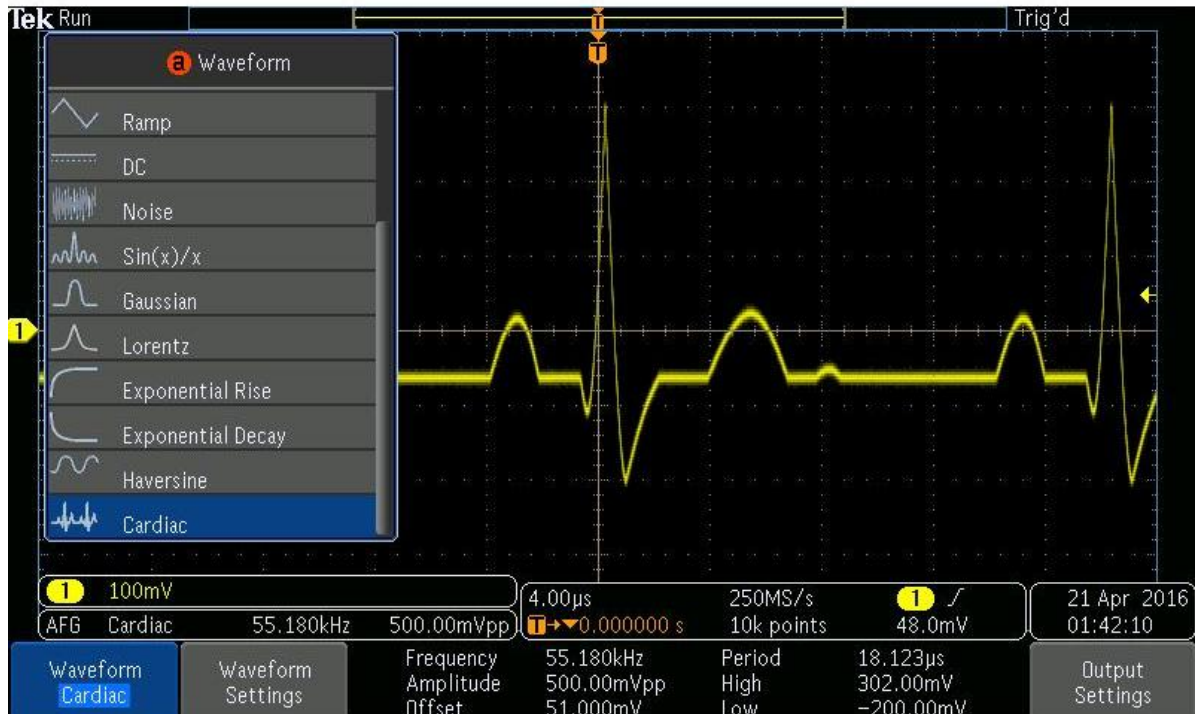 Tek Run Trig'd
T
T
a Waveform
Ramp
DC
Noise
Sin(x)/x
Gaussian
1
Lorentz
Exponential Rise
Exponential Decay
Haversine
Cardiac
1 100mV
AFG Cardiac 55.180kHz 500.00mVpp
4.00µs 250MS/s 1
T→▼0.000000 s 10k points 48.0mV
21 Apr 2016
01:42:10
Waveform
Cardiac
Waveform
Settings
Frequency 55.180kHz Period 18.123µs
Amplitude 500.00mVpp High 302.00mV
Offset 51.000mV Low -200.00mV
Output
Settings